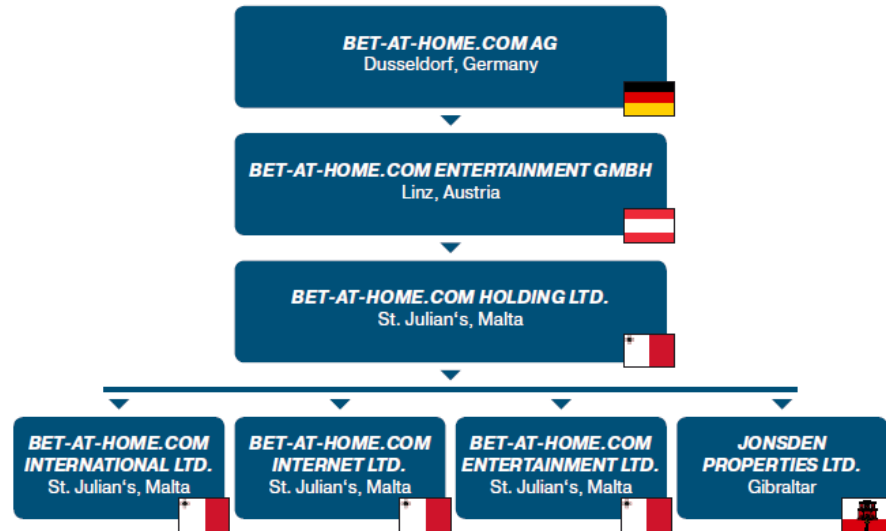 BET-AT-HOME.COM AG
Dusseldorf, Germany
BET-AT-HOME.COM ENTERTAINMENT GMBH
Linz, Austria
BET-AT-HOME.COM HOLDING LTD.
St. Julian‘s, Malta
BET-AT-HOME.COM
INTERNATIONAL LTD.
St. Julian‘s, Malta
BET-AT-HOME.COM
INTERNET LTD.
St. Julian‘s, Malta
BET-AT-HOME.COM
ENTERTAINMENT LTD.
St. Julian‘s, Malta
JONSDEN
PROPERTIES LTD.
Gibraltar